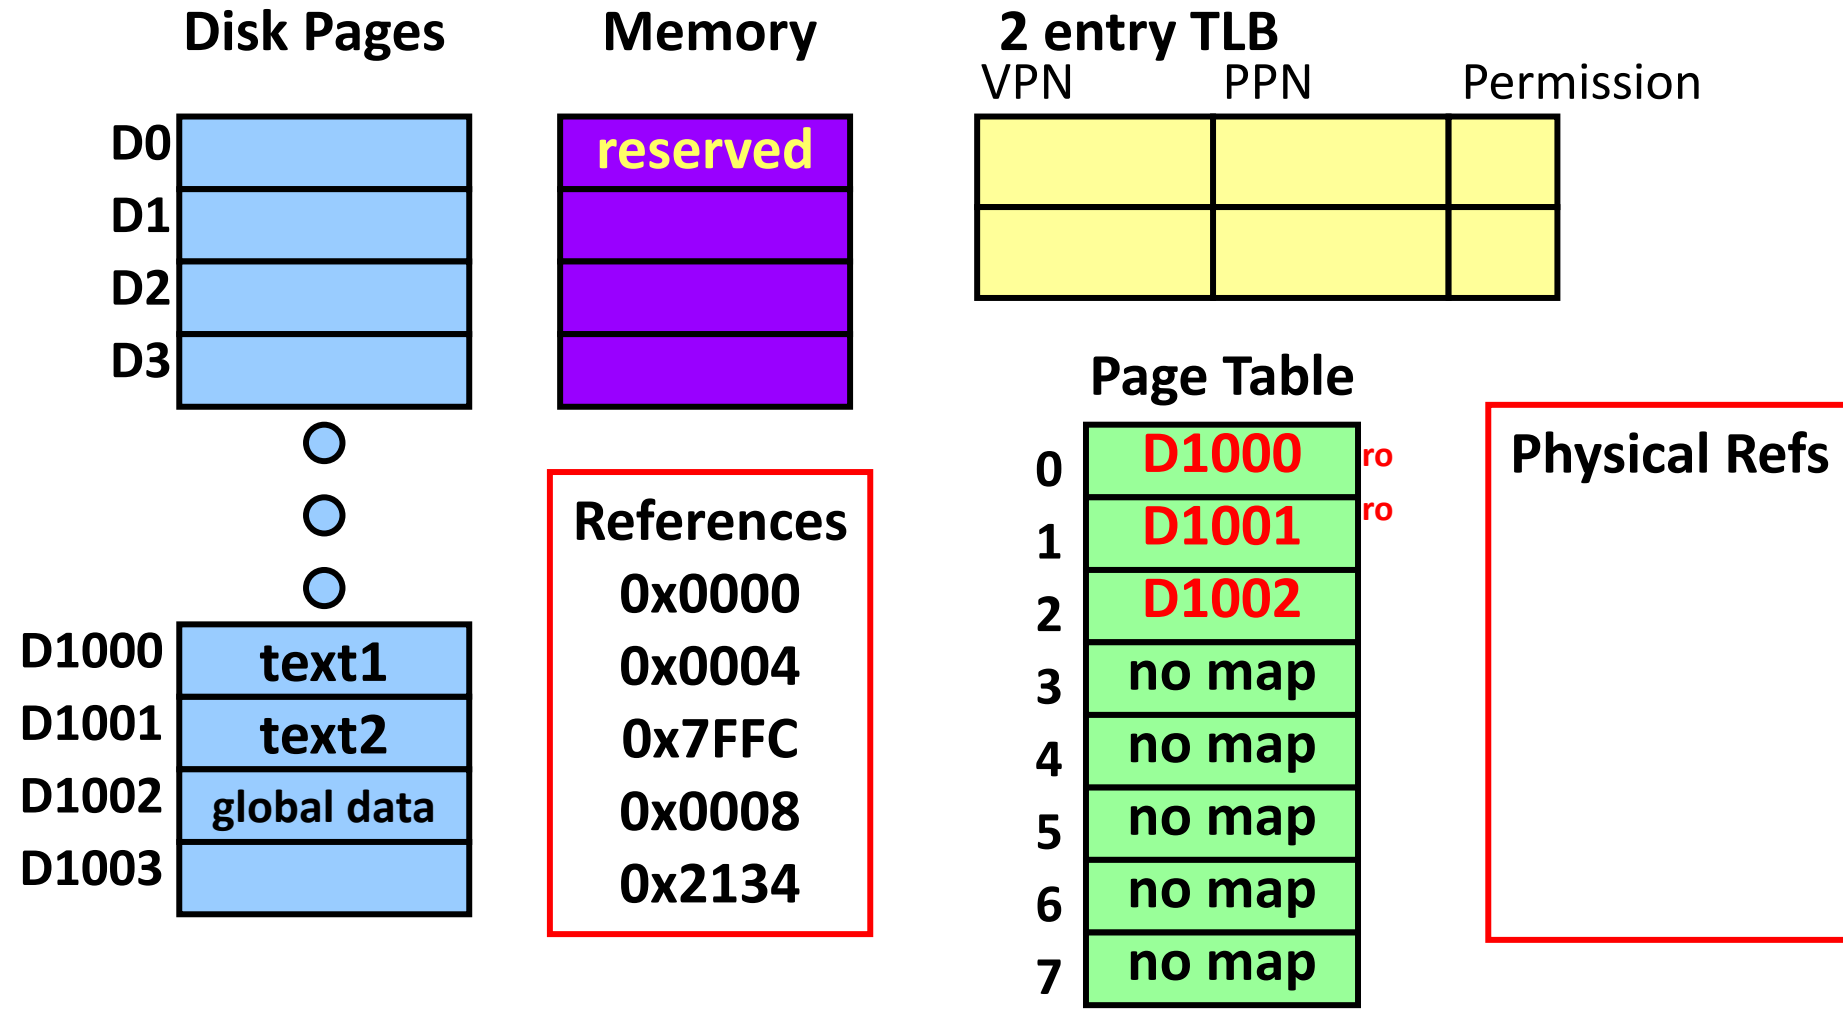 Disk Pages
Memory
2 entry TLB
VPN
PPN
Permission
D0
D1
D2
D3
reserved
D1000
D1001
D1002
D1003
text1
text2
global data
References
0x0000
0x0004
0x7FFC
0x0008
0x2134
Page Table
0 D1000 ro
1 D1001 ro
2 D1002
3 no map
4 no map
5 no map
6 no map
7 no map
Physical Refs